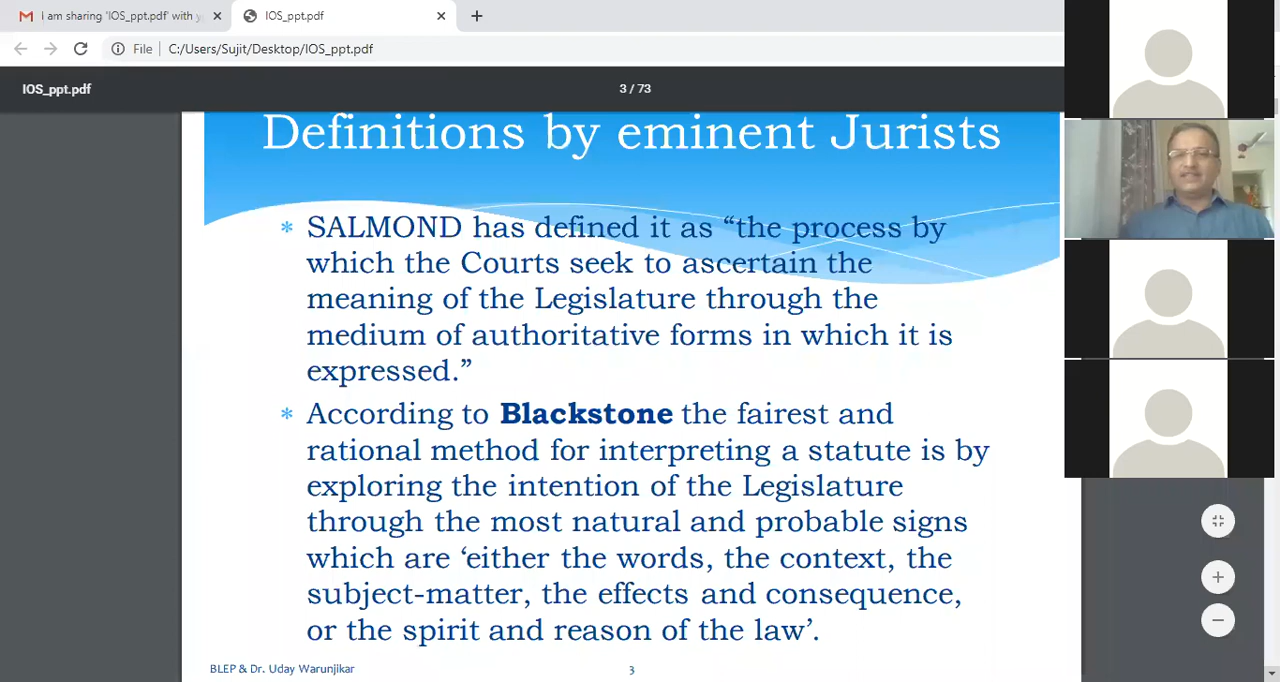 I am sharing 'IOS_ppt.pdf' with
IOS_ppt.pdf
File
C:/Users/Sujit/Desktop/IOS_ppt.pdf
IOS_ppt.pdf
3 / 73
Definitions by eminent Jurists
* SALMOND has defined it as “the process by
which the Courts seek to ascertain the
meaning of the Legislature through the
medium of authoritative forms in which it is
expressed.”
* According to Blackstone the fairest and
rational method for interpreting a statute is by
exploring the intention of the Legislature
through the most natural and probable signs
which are ‘either the words, the context, the
subject-matter, the effects and consequence,
or the spirit and reason of the law’.
BLEP & Dr. Uday Warunjikar
3